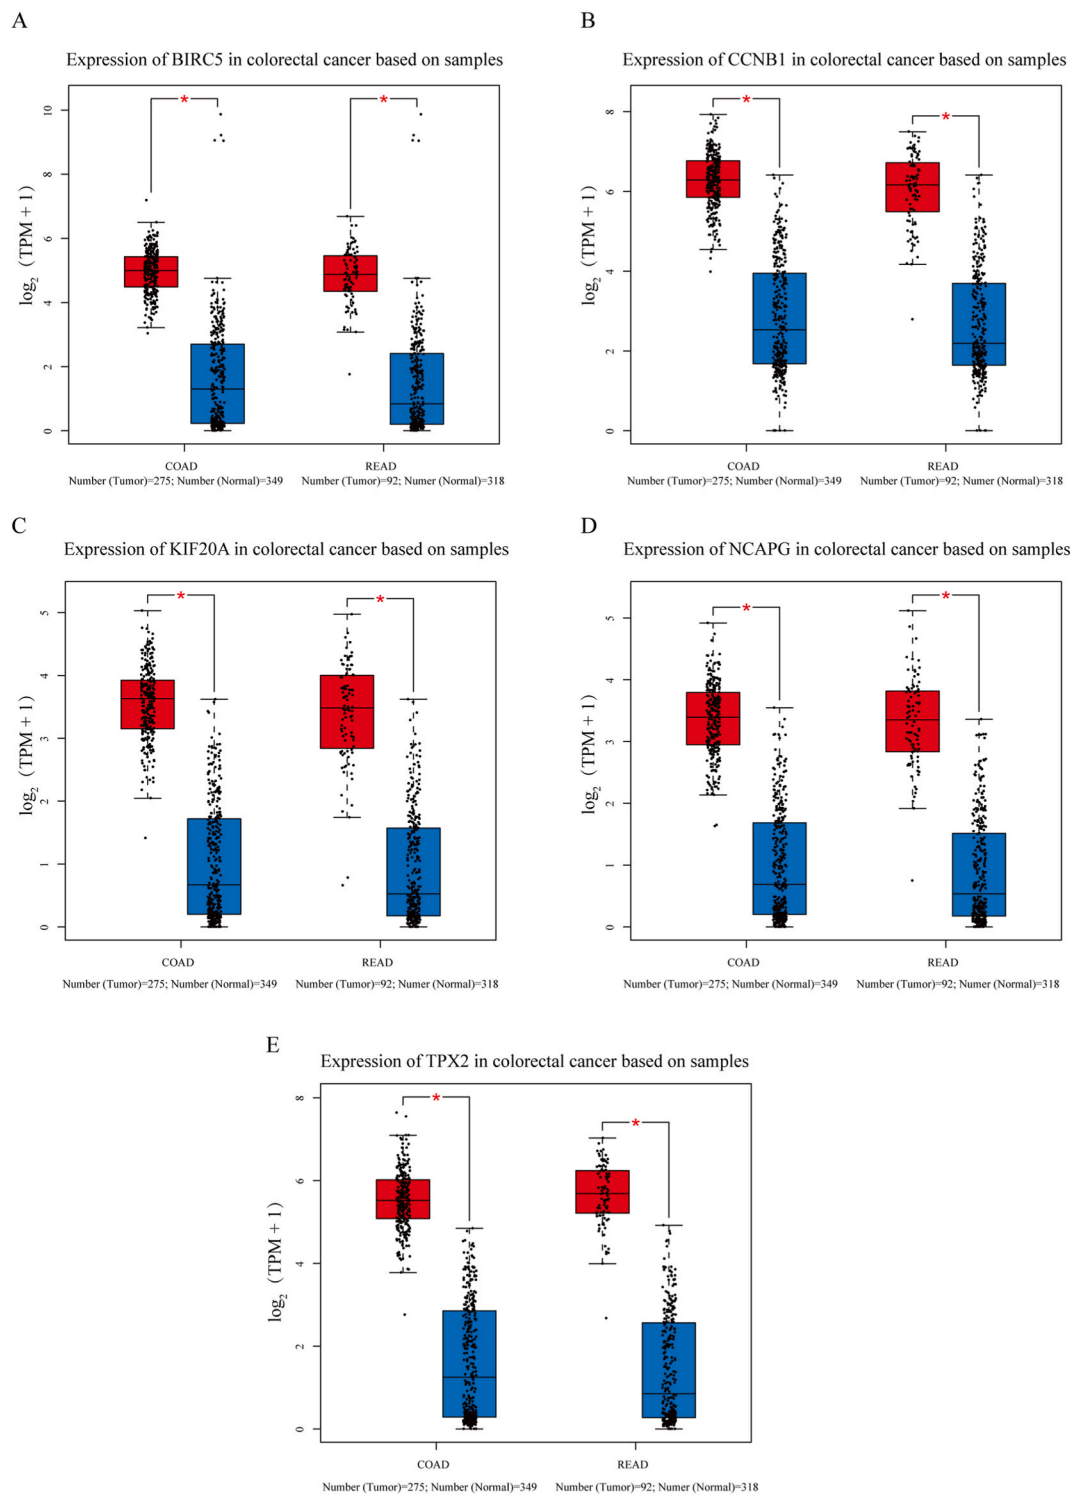 A
B
Expression of BIRC5 in colorectal cancer based on samples
Expression of CCNB1 in colorectal cancer based on samples
*
*
*
*
log2 (TPM + 1)
0
2
4
6
8
10
log2 (TPM + 1)
0
2
4
6
8
COAD
READ
COAD
READ
Number (Tumor)=275; Number (Normal)=349
Number (Tumor)=92; Numer (Normal)=318
Number (Tumor)=275; Number (Normal)=349
Number (Tumor)=92; Numer (Normal)=318
C
D
Expression of KIF20A in colorectal cancer based on samples
Expression of NCAPG in colorectal cancer based on samples
*
*
*
*
log2 (TPM + 1)
0
1
2
3
4
5
log2 (TPM + 1)
0
1
2
3
4
5
COAD
READ
COAD
READ
Number (Tumor)=275; Number (Normal)=349
Number (Tumor)=92; Numer (Normal)=318
Number (Tumor)=275; Number (Normal)=349
Number (Tumor)=92; Numer (Normal)=318
E
Expression of TPX2 in colorectal cancer based on samples
*
*
log2 (TPM + 1)
0
2
4
6
8
COAD
READ
Number (Tumor)=275; Number (Normal)=349
Number (Tumor)=92; Numer (Normal)=318